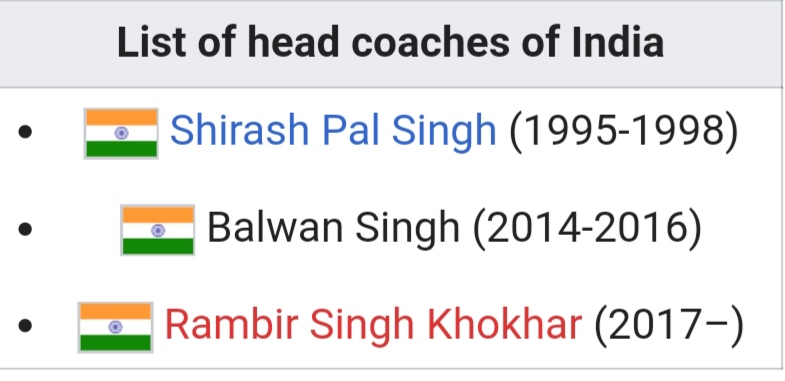 List of head coaches of India
• Shirash Pal Singh (1995-1998)
• Balwan Singh (2014-2016)
• Rambir Singh Khokhar (2017–)